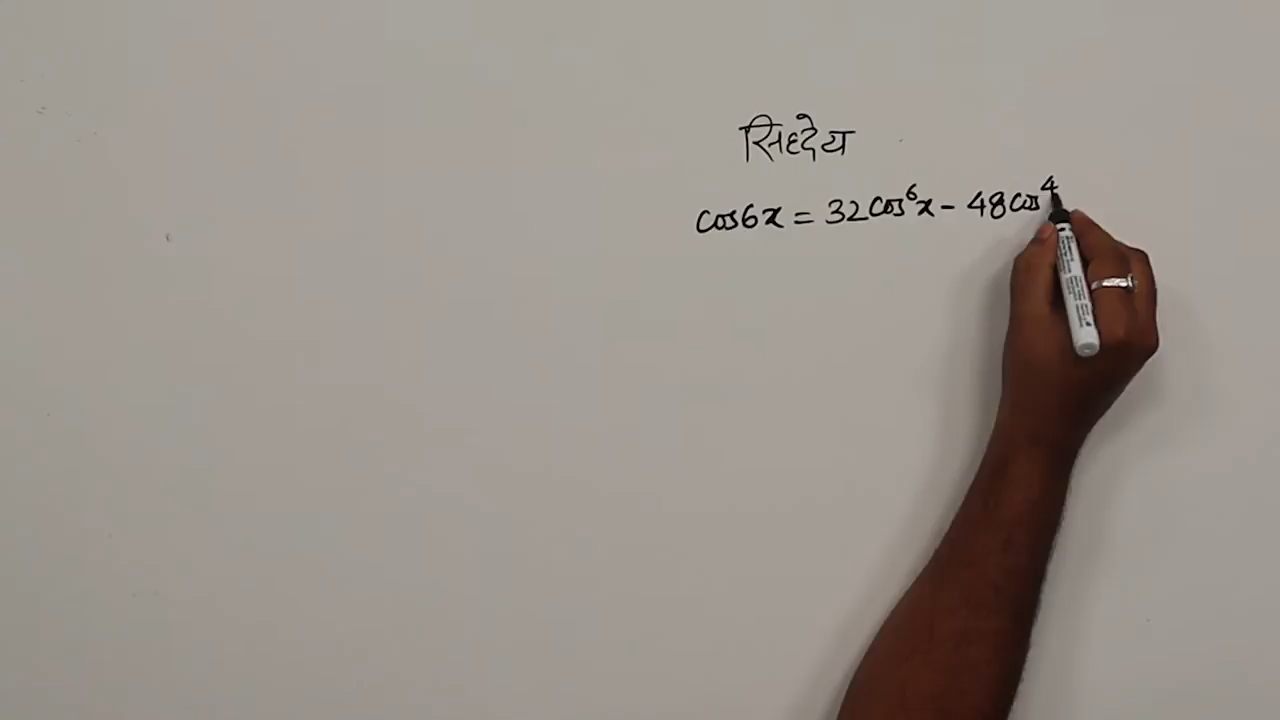 सिद्देय
cos6x = 32cos⁶x - 48cos⁴